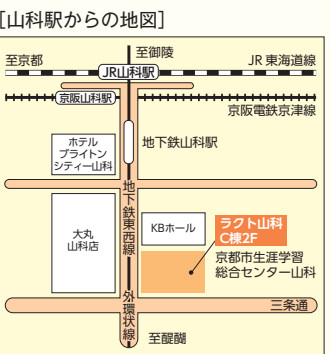 [山科駅からの地図]
至京都
至御陵
JR東海道線
JR山科駅
京阪山科駅
京阪電鉄京津線
ホテル
ブライトン
シティー山科
地下鉄山科駅
地下鉄東西線
大丸
山科店
KBホール
ラクト山科
C棟2F
京都市生涯学習
総合センター山科
外環状線
三条通
至醍醐